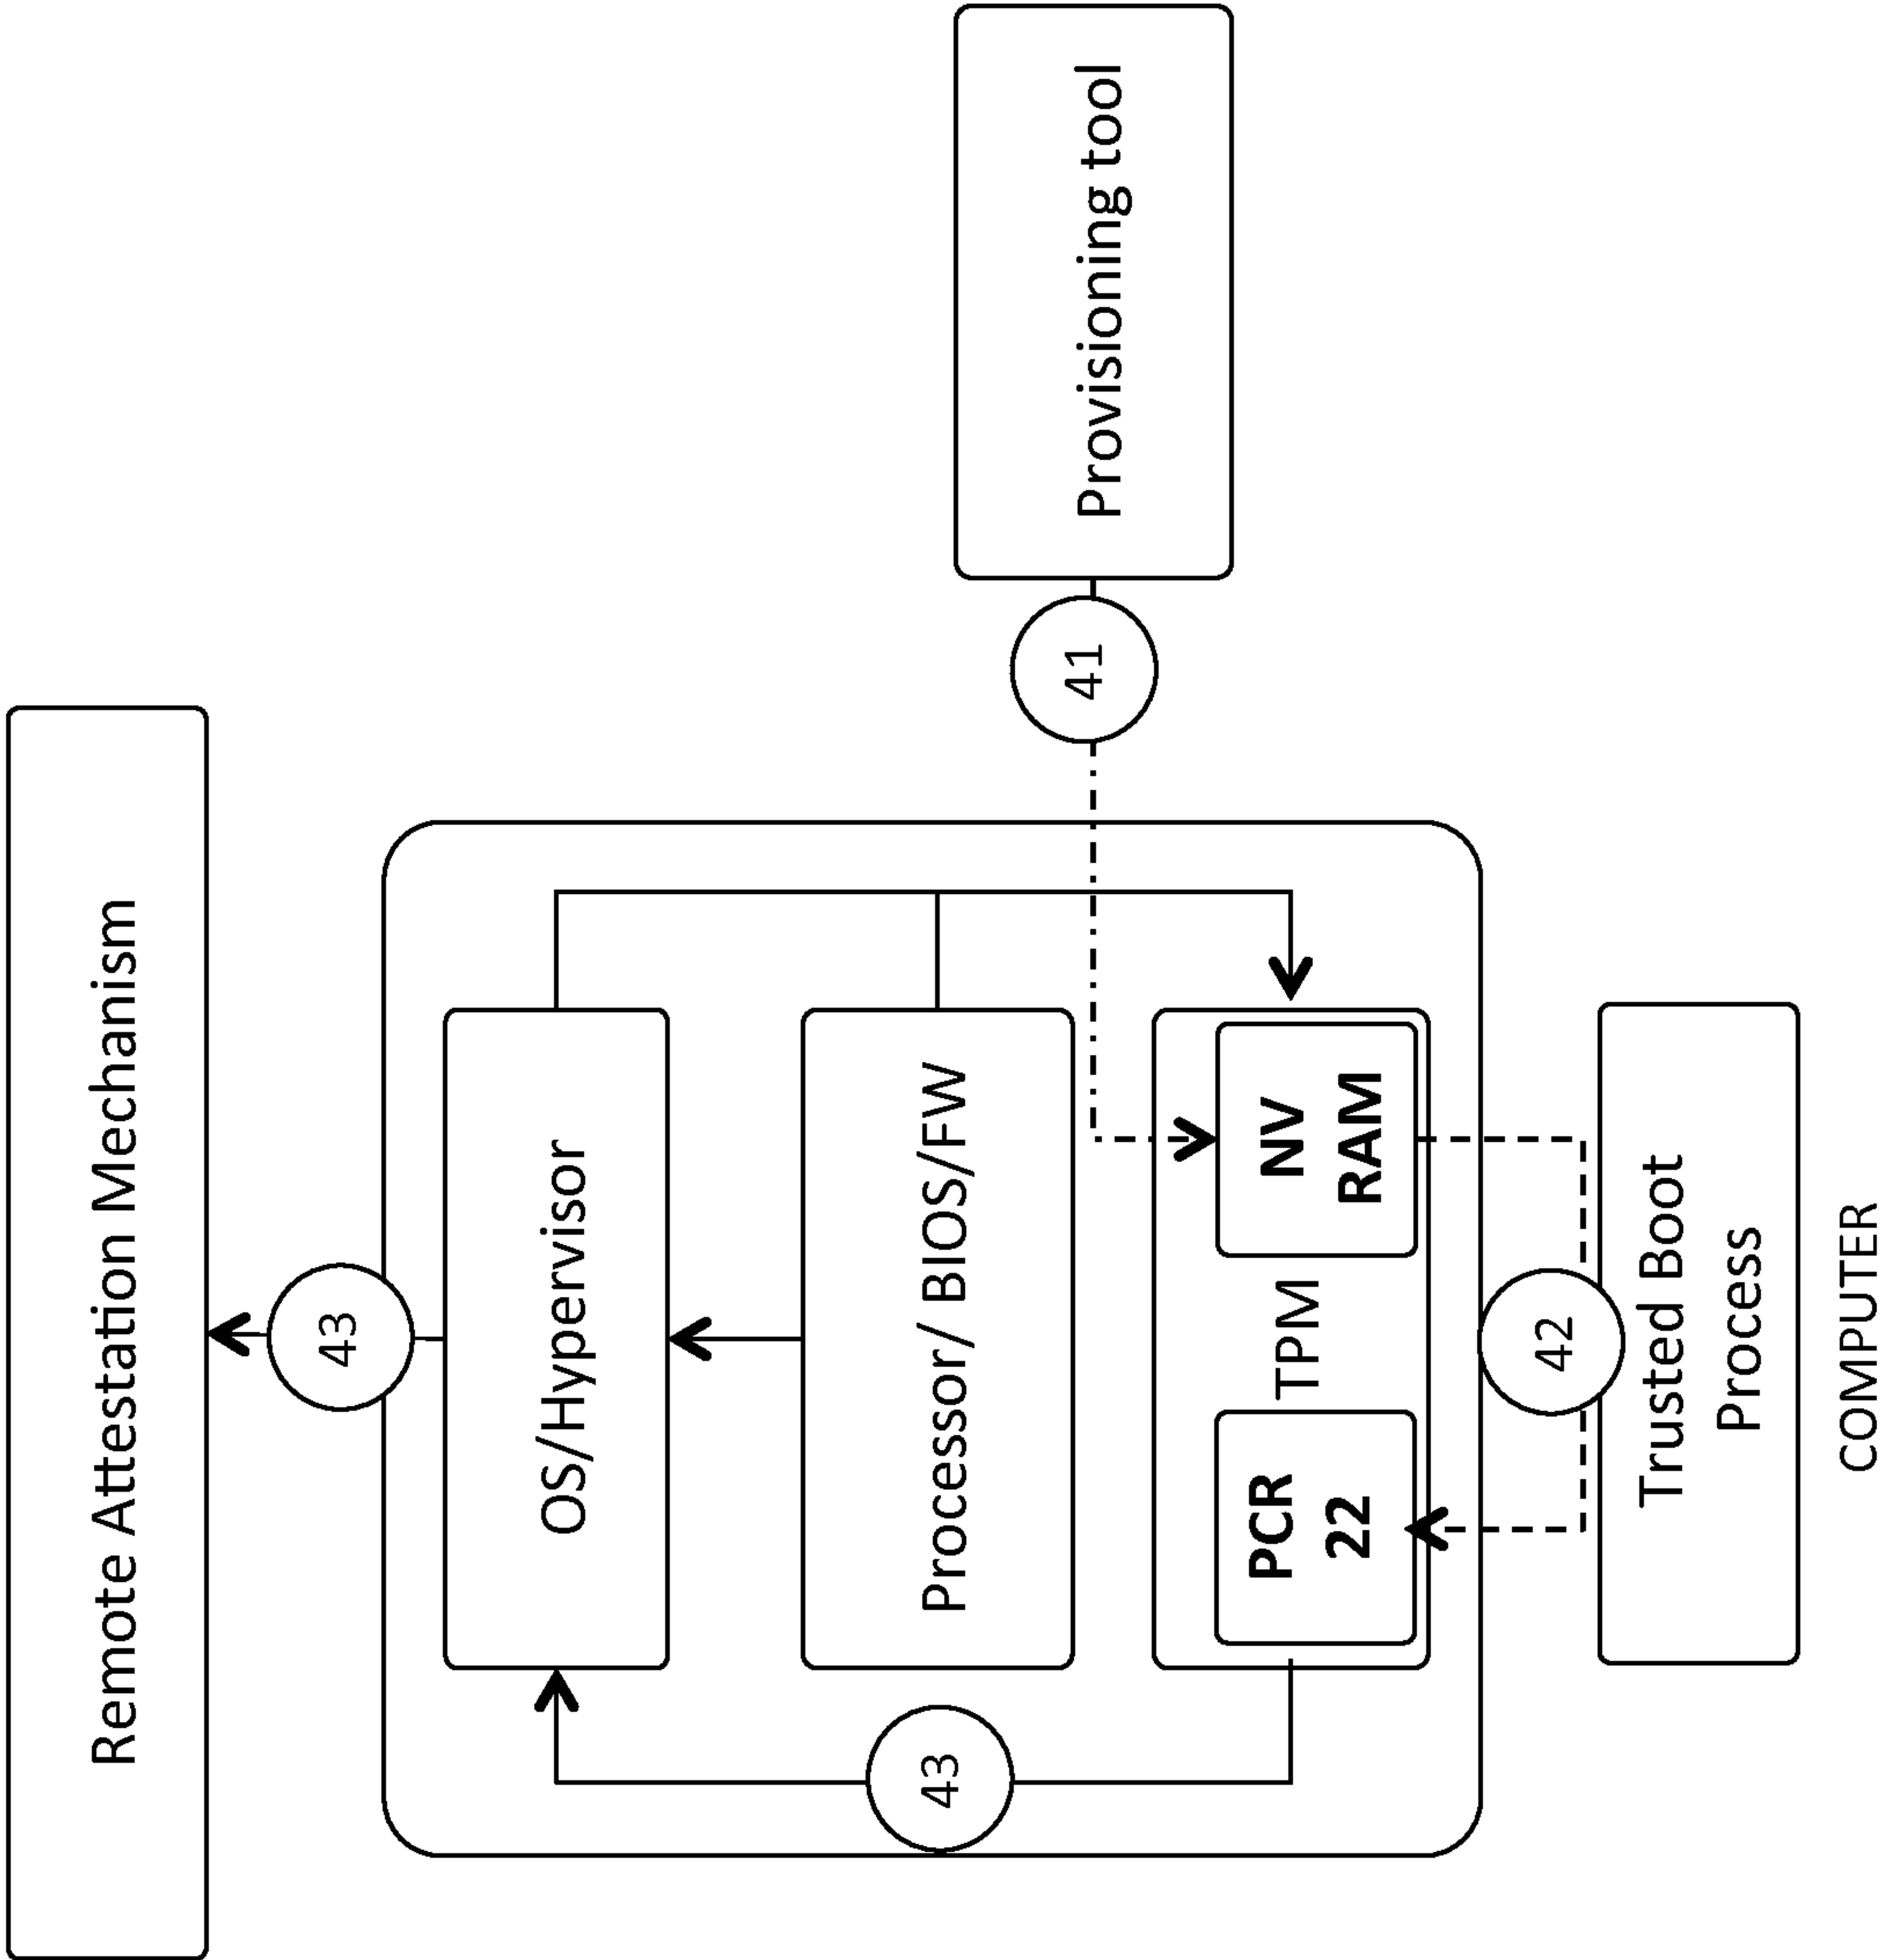 Remote Attestation Mechanism
43
OS/Hypervisor
43
Processor/ BIOS/FW
41
Provisioning tool
PCR
22
TPM
NV
RAM
42
Trusted Boot
Process
COMPUTER